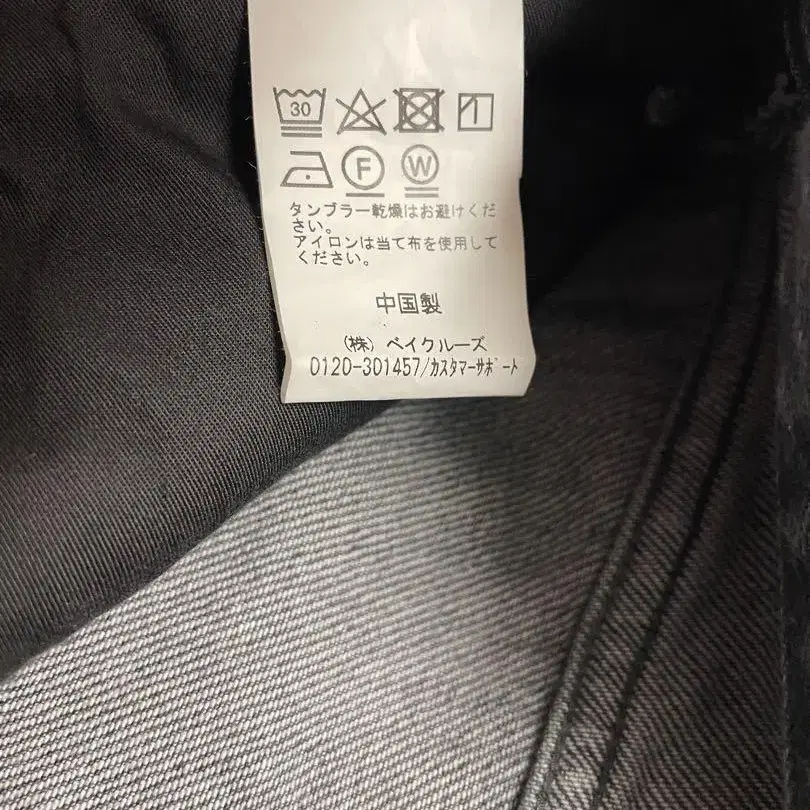 30
F W
タンブラー乾燥はお避けくだ
さい。
アイロンは当て布を使用して
ください。
中国製
(株) ベイクルーズ
0120-301457/カスタマーサポート